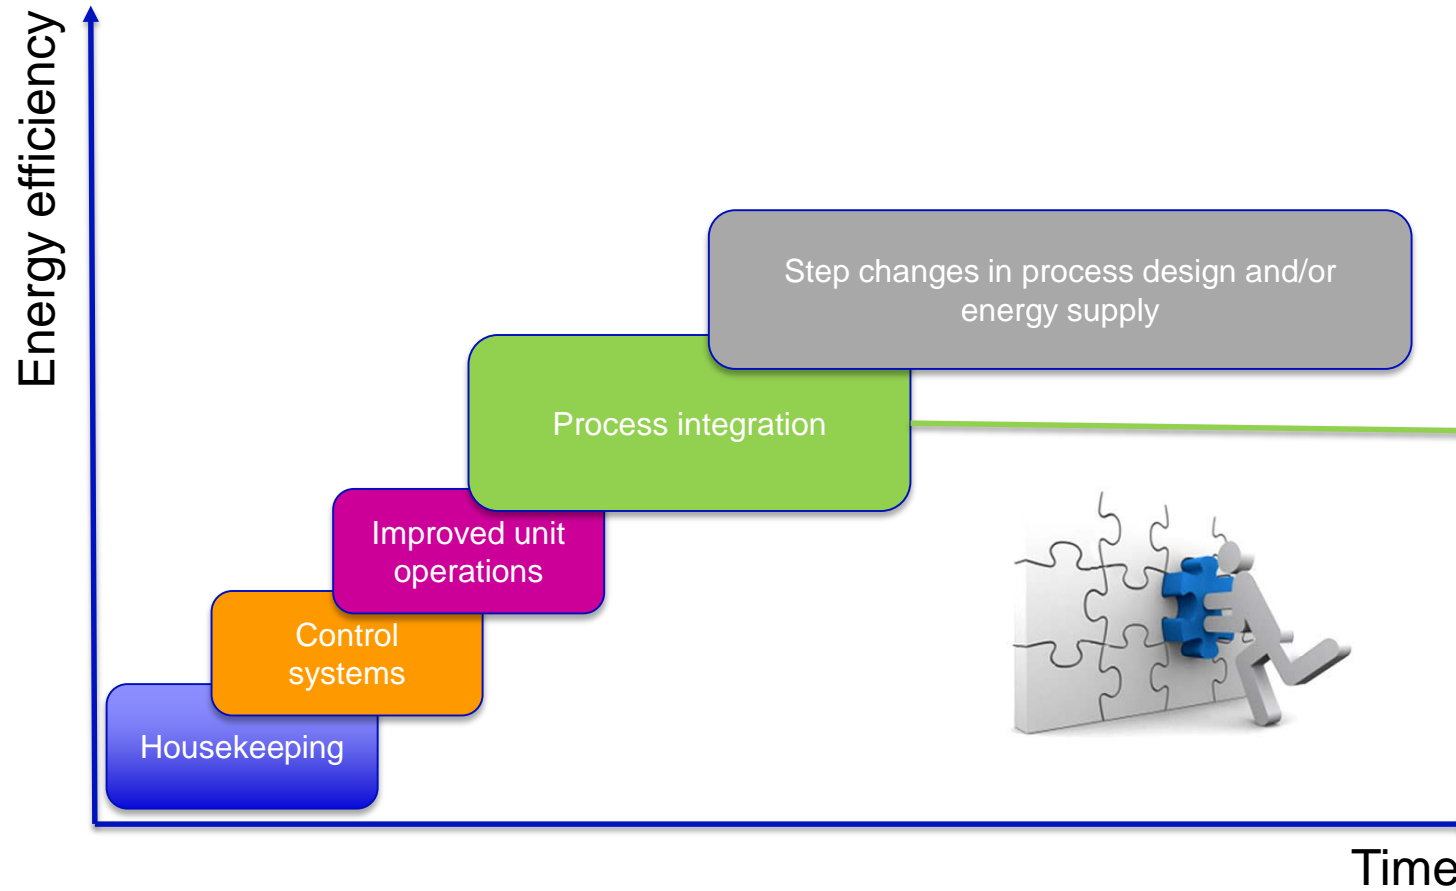 Energy efficiency
Step changes in process design and/or
energy supply
Process integration
Improved unit
operations
Control
systems
Housekeeping
Time